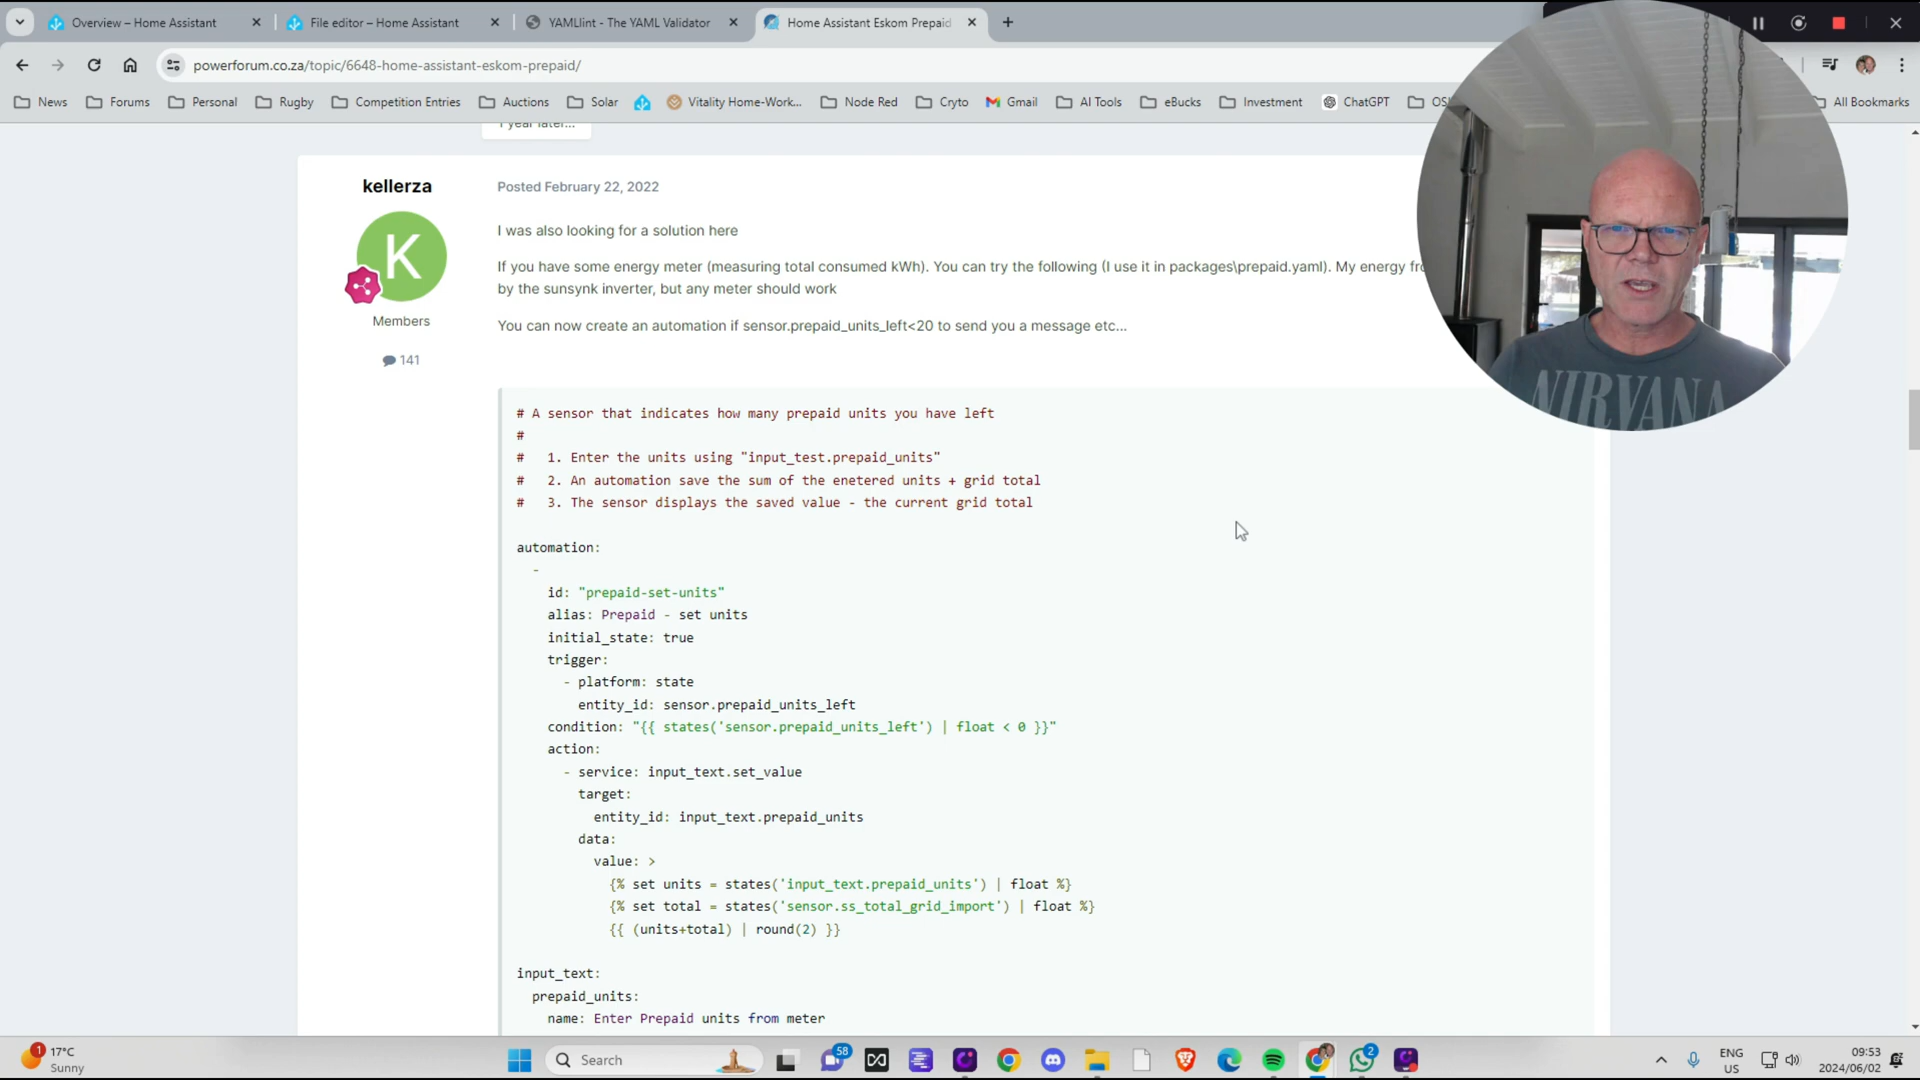 Overview – Home Assistant
File editor – Home Assistant
YAMLlint - The YAML Validator
Home Assistant Eskom Prepaid
powerforum.co.za/topic/6648-home-assistant-eskom-prepaid/
News
Forums
Personal
Rugby
Competition Entries
Auctions
Solar
Vitality Home-Work...
Node Red
Cryto
Gmail
AI Tools
eBucks
Investment
ChatGPT
All Bookmarks
1 year later...
kellerza
Posted February 22, 2022
K
Members
141
I was also looking for a solution here
If you have some energy meter (measuring total consumed kWh). You can try the following (I use it in packages\prepaid.yaml). My energy
by the sunsynk inverter, but any meter should work
You can now create an automation if sensor.prepaid_units_left<20 to send you a message etc...
# A sensor that indicates how many prepaid units you have left
#
#   1. Enter the units using "input_test.prepaid_units"
#   2. An automation save the sum of the enetered units + grid total
#   3. The sensor displays the saved value - the current grid total
automation:
-
id: "prepaid-set-units"
alias: Prepaid - set units
initial_state: true
trigger:
- platform: state
entity_id: sensor.prepaid_units_left
condition: "{{ states('sensor.prepaid_units_left') | float < 0 }}"
action:
- service: input_text.set_value
target:
entity_id: input_text.prepaid_units
data:
value: >
{% set units = states('input_text.prepaid_units') | float %}
{% set total = states('sensor.ss_total_grid_import') | float %}
{{ (units+total) | round(2) }}
input_text:
prepaid_units:
name: Enter Prepaid units from meter
NIRVANA
1
17°C
Sunny
Search
58
2
ENG
US
09:53
2024/06/02